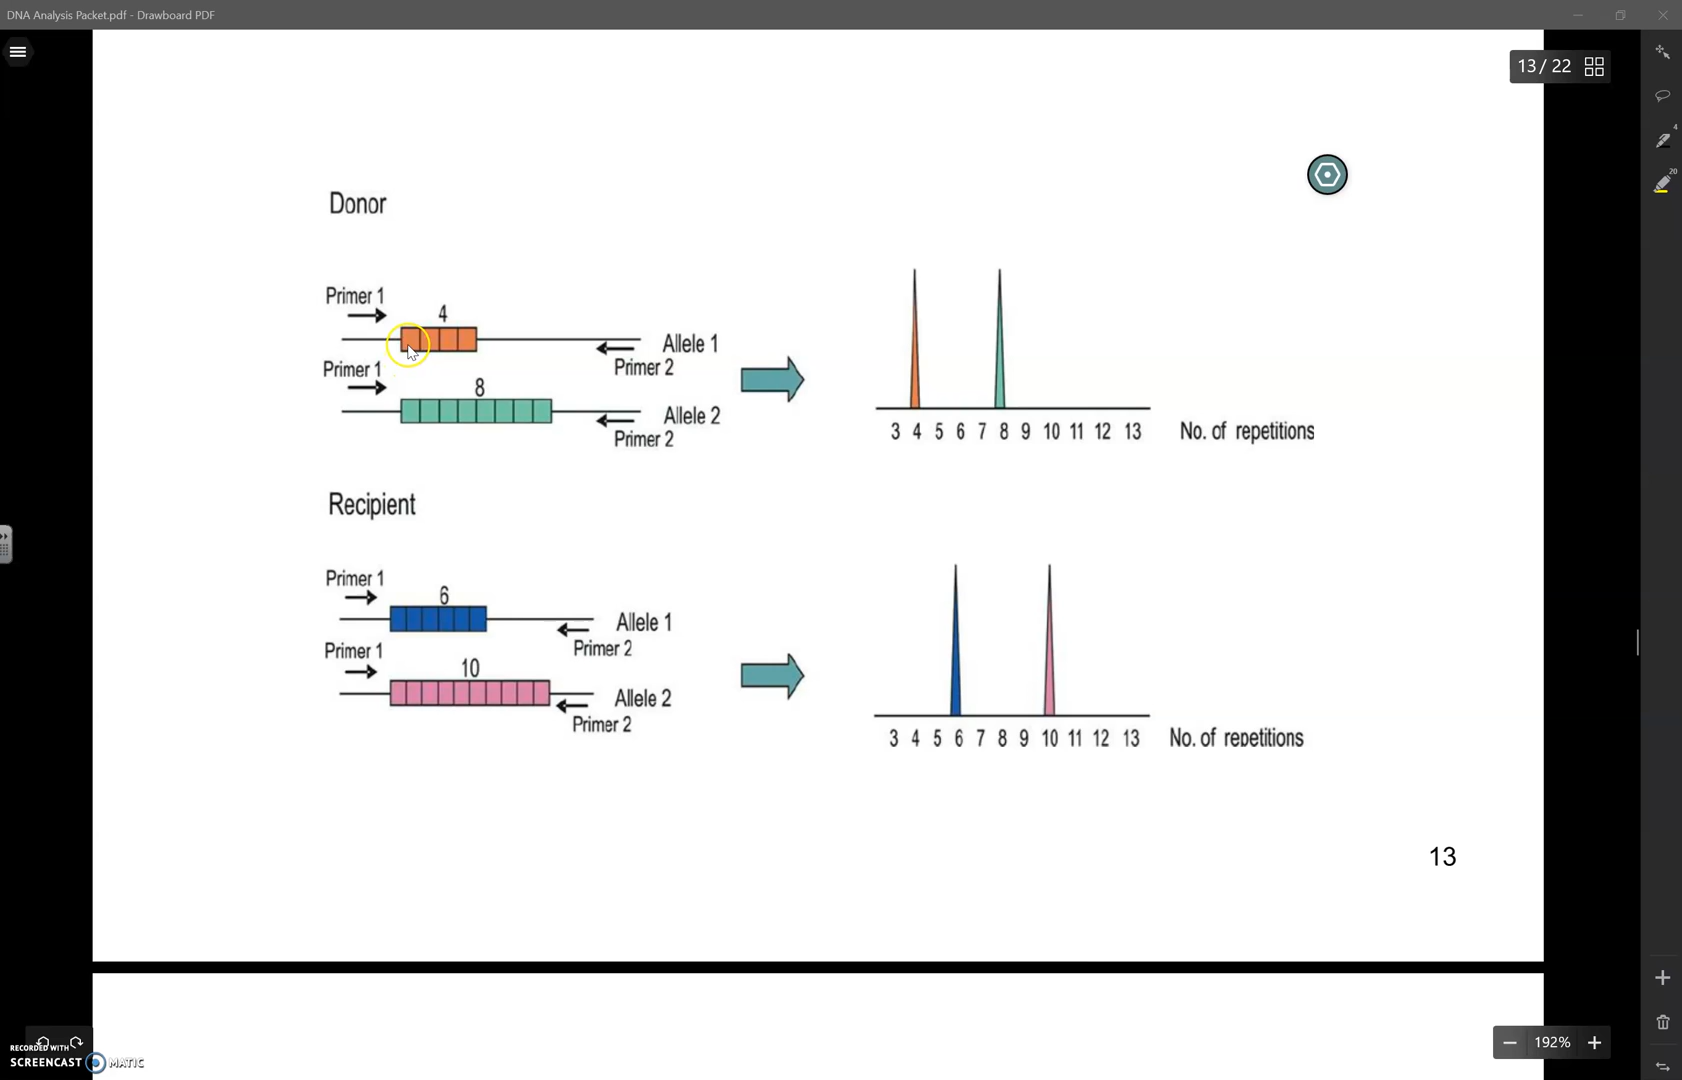 DNA Analysis Packet.pdf - Drawboard PDF
13 / 22
4
20
Donor
Primer 1
4
Allele 1
Primer 2
Primer 1
8
Allele 2
Primer 2
3 4 5 6 7 8 9 10 11 12 13 No. of repetitions
Recipient
Primer 1
6
Allele 1
Primer 2
Primer 1
10
Allele 2
Primer 2
3 4 5 6 7 8 9 10 11 12 13 No. of repetitions
13
RECORDED WITH
SCREENCAST MATIC
192%